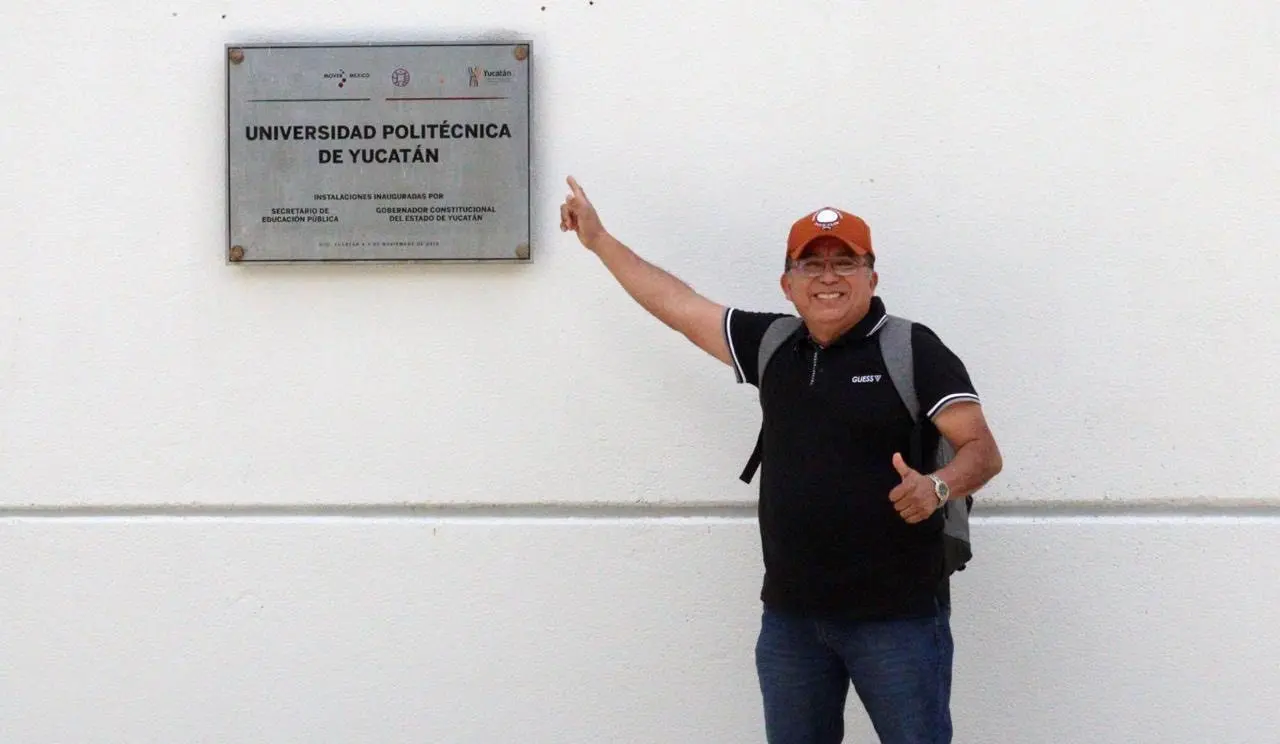 MOVER MEXICO
Yucatán
UNIVERSIDAD POLITÉCNICA
DE YUCATÁN
INSTALACIONES INAUGURADAS POR
SECRETARIO DE
EDUCACIÓN PÚBLICA
GOBERNADOR CONSTITUCIONAL
DEL ESTADO DE YUCATÁN
GUESS